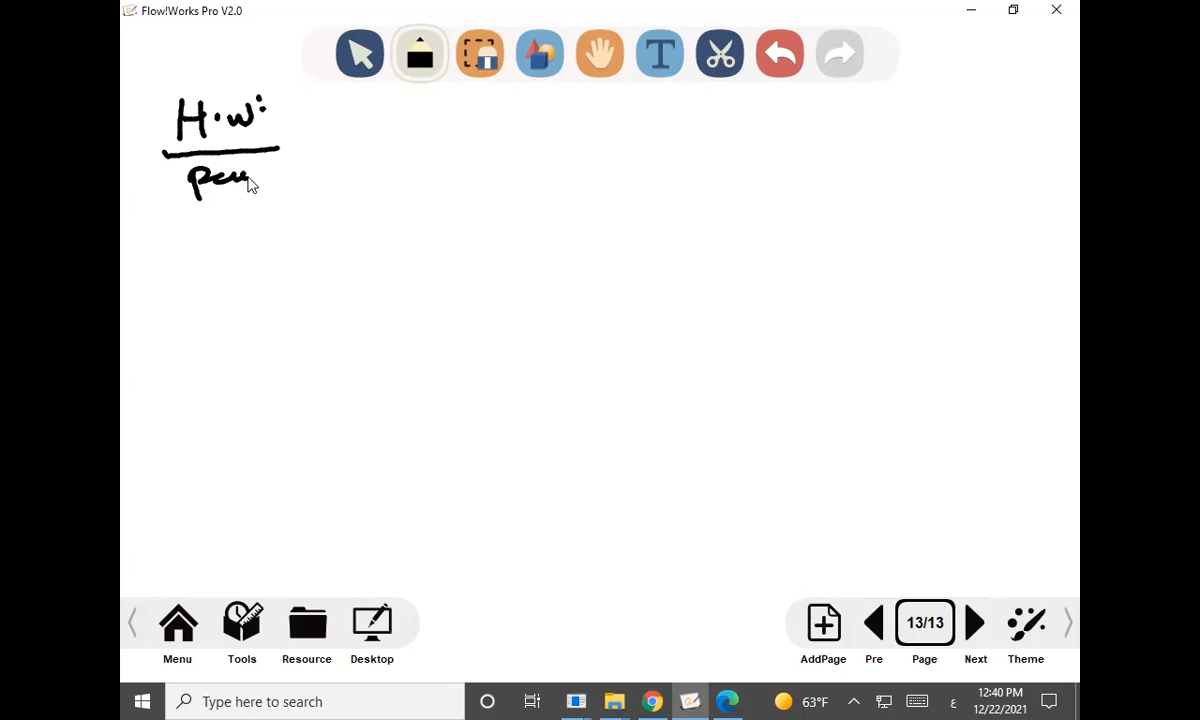 Flow!Works Pro V2.0
H.W:
T
Menu
Tools
Resource
Desktop
AddPage
Pre
13/13
Page
Next
Theme
Type here to search
63°F
ع
12:40 PM
12/22/2021